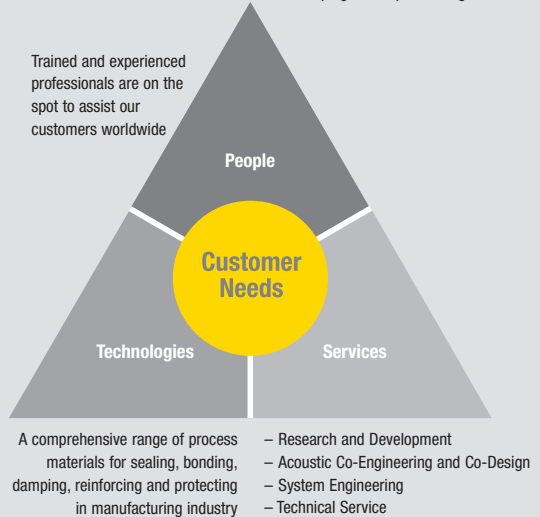 Trained and experienced
professionals are on the
spot to assist our
customers worldwide
People
Customer
Needs
Technologies
Services
A comprehensive range of process
materials for sealing, bonding,
damping, reinforcing and protecting
in manufacturing industry
– Research and Development
– Acoustic Co-Engineering and Co-Design
– System Engineering
– Technical Service